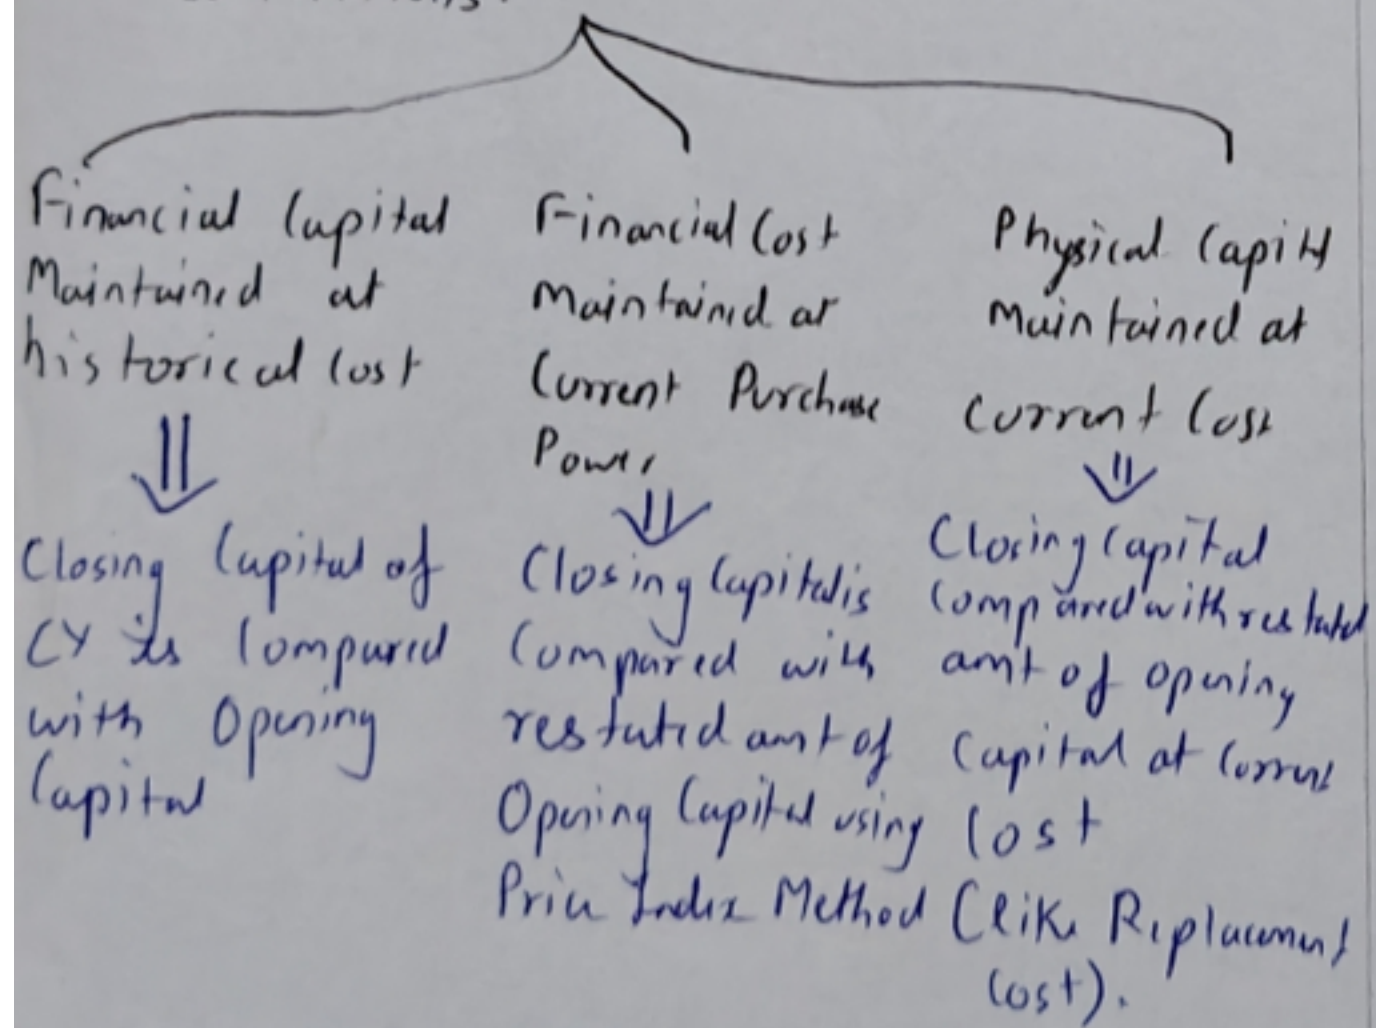 Financial Capital
Maintained at
historical Cost
Closing Capital of
CY is Compared
with Opening
Capital
Financial Cost
Maintained at
Current Purchase
Power
Closing Capital is
Compared with
restated amt of
Opening Capital using
Price Index Method
Physical Capital
Maintained at
Current Cost
Closing Capital
Compared with restated
amt of opening
Capital at Current
Cost
(like Replacement
Cost).